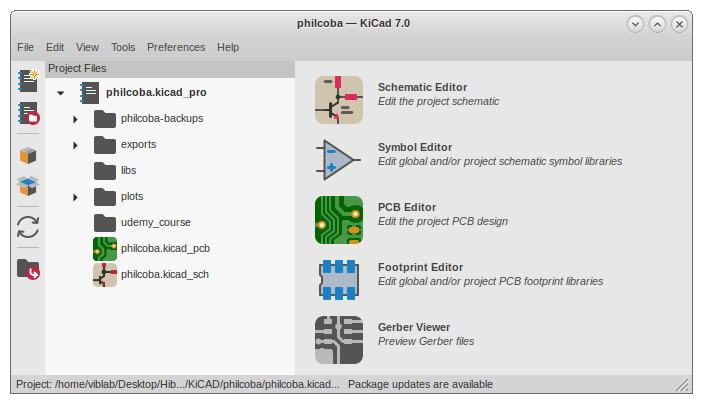 philcoba — KiCad 7.0
File Edit View Tools Preferences Help
Project Files
philcoba.kicad_pro
philcoba-backups
exports
libs
plots
udemy_course
philcoba.kicad_pcb
philcoba.kicad_sch
Schematic Editor
Edit the project schematic
Symbol Editor
Edit global and/or project schematic symbol libraries
PCB Editor
Edit the project PCB design
Footprint Editor
Edit global and/or project PCB footprint libraries
Gerber Viewer
Preview Gerber files
Project: /home/viblab/Desktop/Hib.../KiCAD/philcoba/philcoba.kicad... Package updates are available